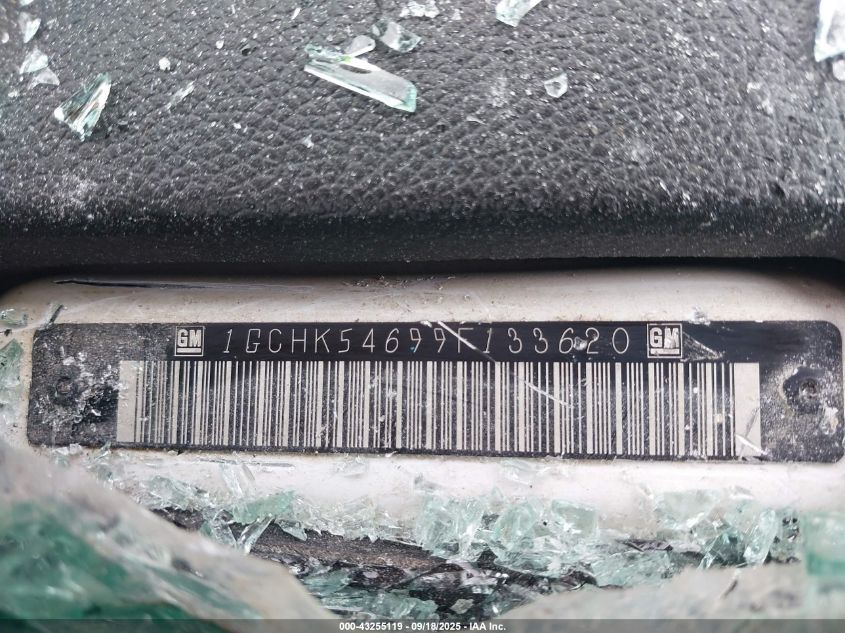 GM 1GCHK54699F133620 GM
000-43255119 - 09/18/2025 - IAA Inc.